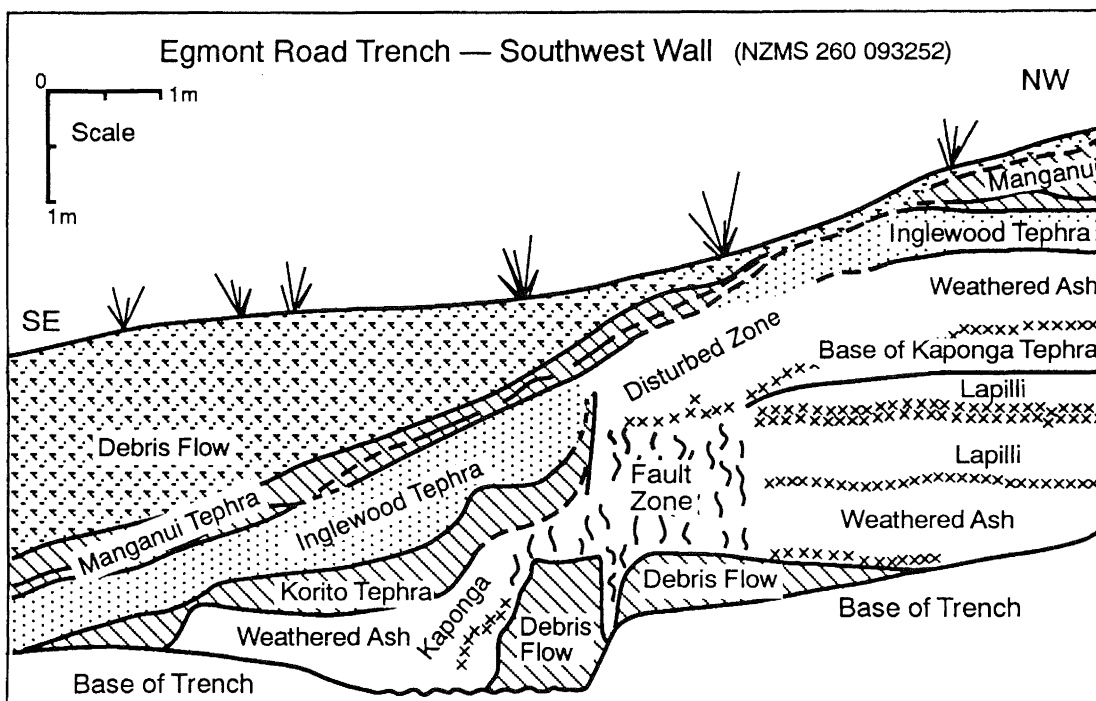 Egmont Road Trench — Southwest Wall (NZMS 260 093252)
0
1m
Scale
1m
NW
SE
Manganui
Inglewood Tephra
Weathered Ash
Base of Kaponga Tephra
Lapilli
Lapilli
Weathered Ash
Disturbed Zone
Fault
Zone
Debris Flow
Manganui Tephra
Inglewood Tephra
Korito Tephra
Weathered Ash
Kaponga
Debris
Flow
Debris Flow
Base of Trench
Base of Trench